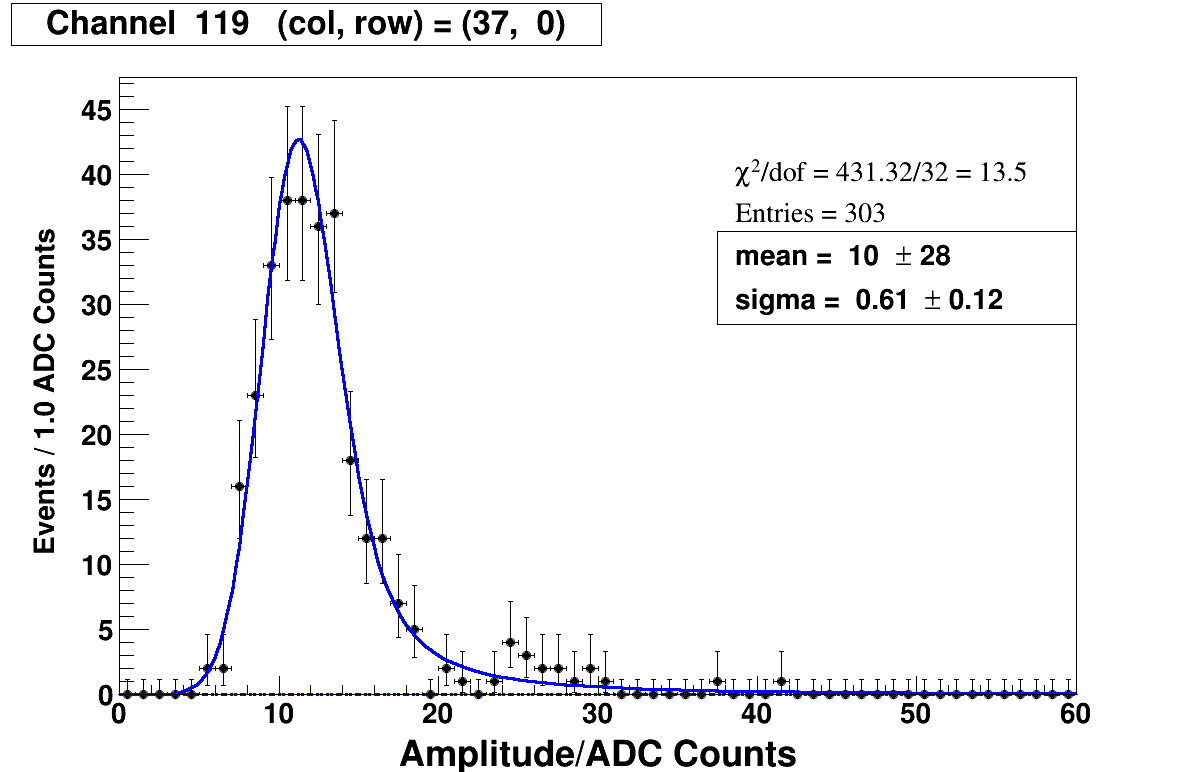 Channel 119 (col, row) = (37, 0)
45
40
35
30
25
20
15
10
5
0
Events / 1.0 ADC Counts
χ²/dof = 431.32/32 = 13.5
Entries = 303
mean = 10 ± 28
sigma = 0.61 ± 0.12
0 10 20 30 40 50 60
Amplitude/ADC Counts